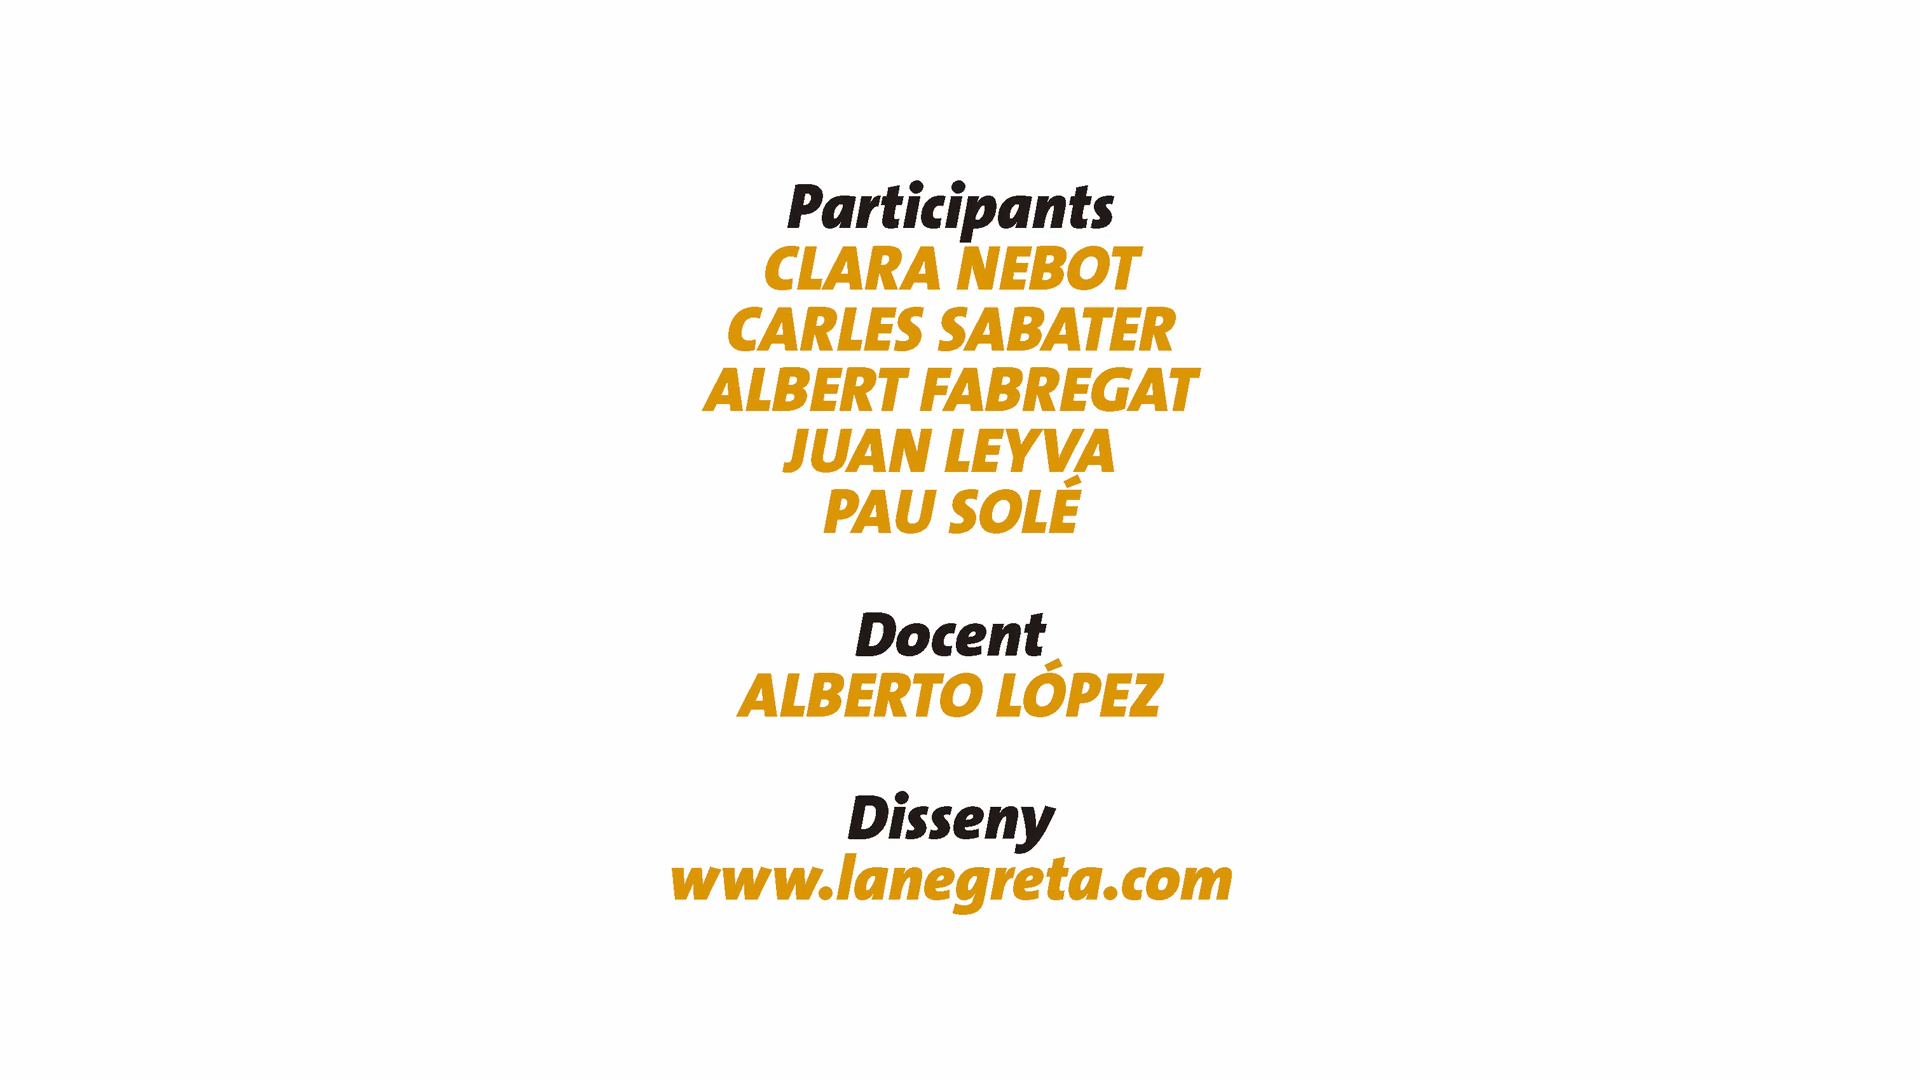 Participants
CLARA NEBOT
CARLES SABATER
ALBERT FABREGAT
JUAN LEYVA
PAU SOLÉ
Docent
ALBERTO LÓPEZ
Disseny
www.lanegreta.com